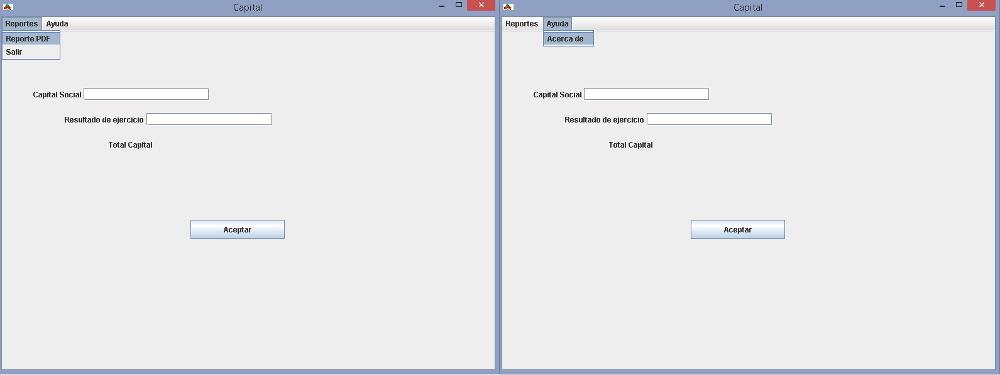 Capital
Reportes Ayuda
Reporte PDF
Salir
Capital Social
Resultado de ejercicio
Total Capital
Aceptar
Capital
Reportes Ayuda
Acerca de
Capital Social
Resultado de ejercicio
Total Capital
Aceptar